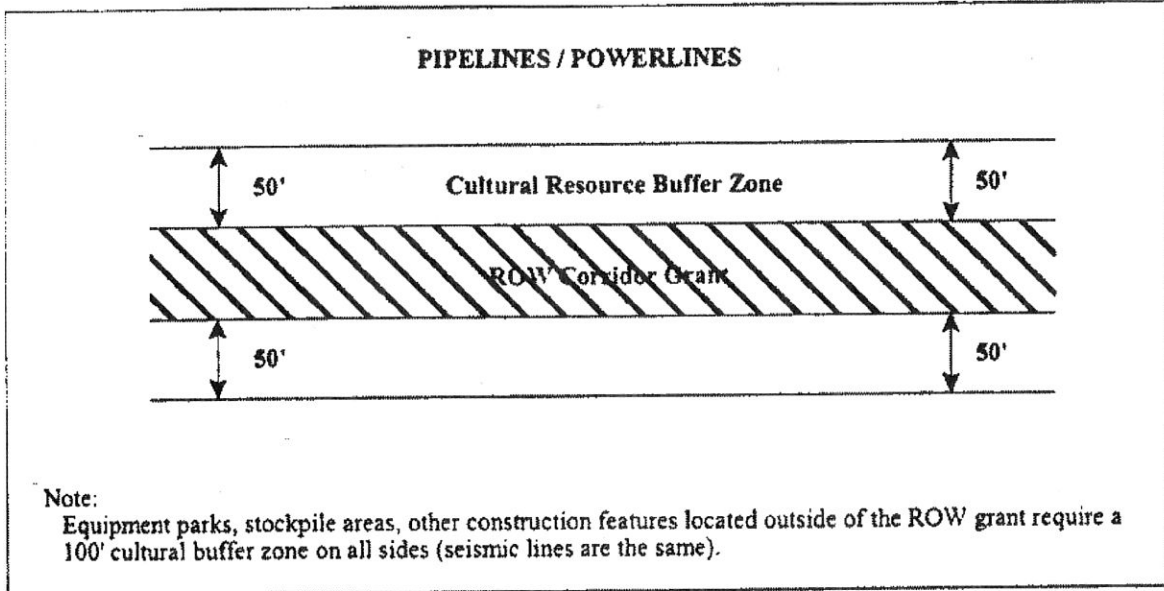 PIPELINES / POWERLINES
50'
Cultural Resource Buffer Zone
50'
ROW Corridor Grant
50'
50'
Note:
Equipment parks, stockpile areas, other construction features located outside of the ROW grant require a
100' cultural buffer zone on all sides (seismic lines are the same).